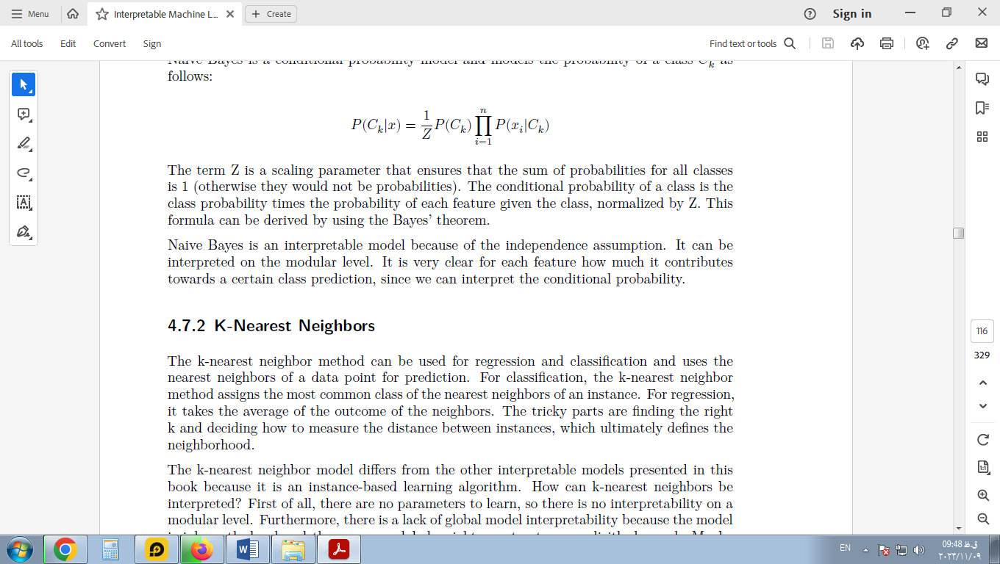 Menu
Interpretable Machine L...
Create
Sign in
All tools
Edit
Convert
Sign
Find text or tools
Naive Bayes is a conditional probability model and models the probability of a class Cₖ as
follows:
P(Cₖ|x) = 1/Z P(Cₖ) ∏ⁿᵢ₌₁ P(xᵢ|Cₖ)
The term Z is a scaling parameter that ensures that the sum of probabilities for all classes
is 1 (otherwise they would not be probabilities). The conditional probability of a class is the
class probability times the probability of each feature given the class, normalized by Z. This
formula can be derived by using the Bayes’ theorem.
Naive Bayes is an interpretable model because of the independence assumption. It can be
interpreted on the modular level. It is very clear for each feature how much it contributes
towards a certain class prediction, since we can interpret the conditional probability.
4.7.2 K-Nearest Neighbors
The k-nearest neighbor method can be used for regression and classification and uses the
nearest neighbors of a data point for prediction. For classification, the k-nearest neighbor
method assigns the most common class of the nearest neighbors of an instance. For regression,
it takes the average of the outcome of the neighbors. The tricky parts are finding the right
k and deciding how to measure the distance between instances, which ultimately defines the
neighborhood.
The k-nearest neighbor model differs from the other interpretable models presented in this
book because it is an instance-based learning algorithm. How can k-nearest neighbors be
interpreted? First of all, there are no parameters to learn, so there is no interpretability on a
modular level. Furthermore, there is a lack of global model interpretability because the model
116
329
1:1
EN
09:48 ق.ظ
۲۰۲۳/۱۱/۰۹